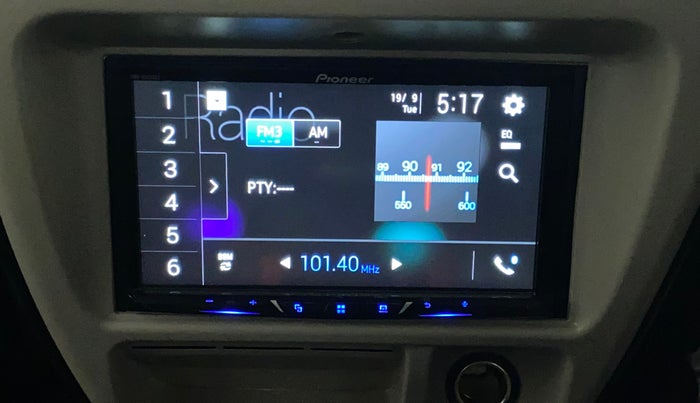 Pioneer
Radio
19/ 9
Tue
5:17
1
2
3
4
5
6
FM3
AM
EQ
89 90 91 92
550 600
PTY:----
BSM
101.40 MHz